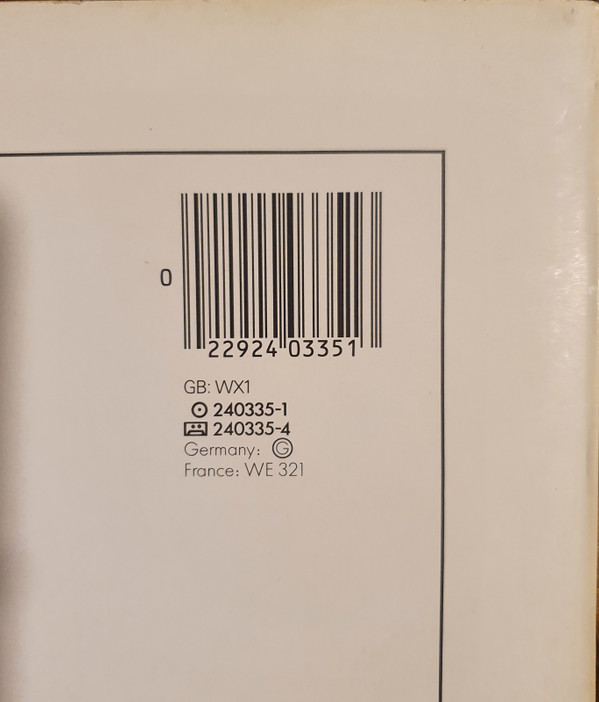 0 22924 03351
GB: WX1
240335-1
240335-4
Germany: G
France: WE 321